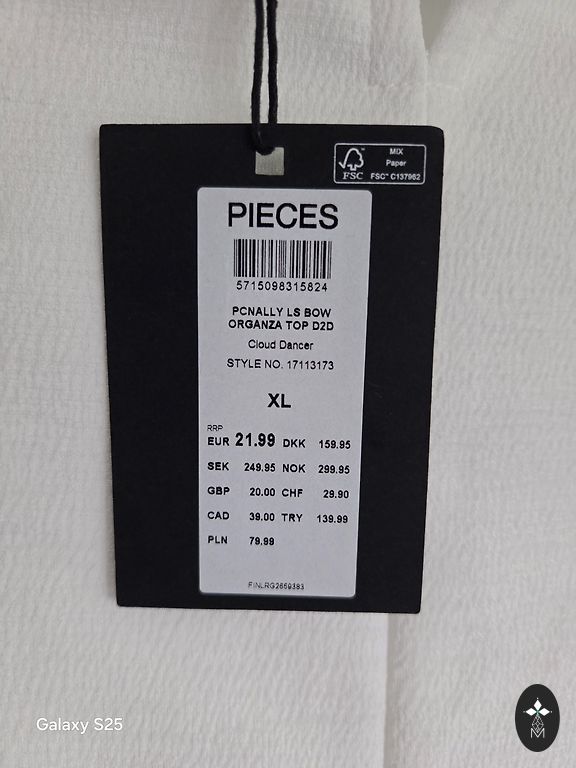 MIX
Paper
FSC™ C137962
FSC
PIECES
5715098315824
PCNALLY LS BOW
ORGANZA TOP D2D
Cloud Dancer
STYLE NO. 17113173
XL
RRP
EUR 21.99 DKK 159.95
SEK 249.95 NOK 299.95
GBP 20.00 CHF 29.90
CAD 39.00 TRY 139.99
PLN 79.99
FINLRG2659383
Galaxy S25
M